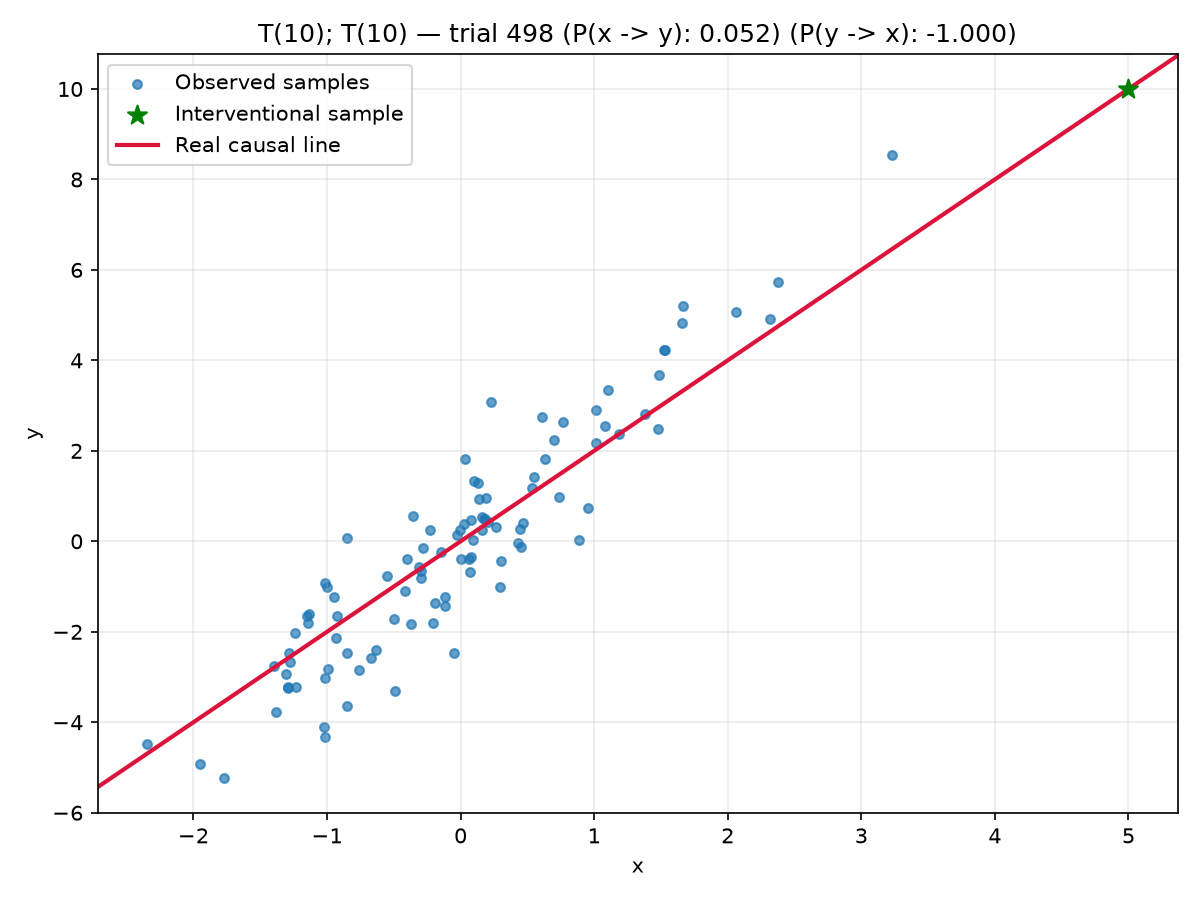 T(10); T(10) — trial 498 (P(x -> y): 0.052) (P(y -> x): -1.000)
Observed samples
Interventional sample
Real causal line
10
8
6
4
2
0
−2
−4
−6
y
−2 −1 0 1 2 3 4 5
x